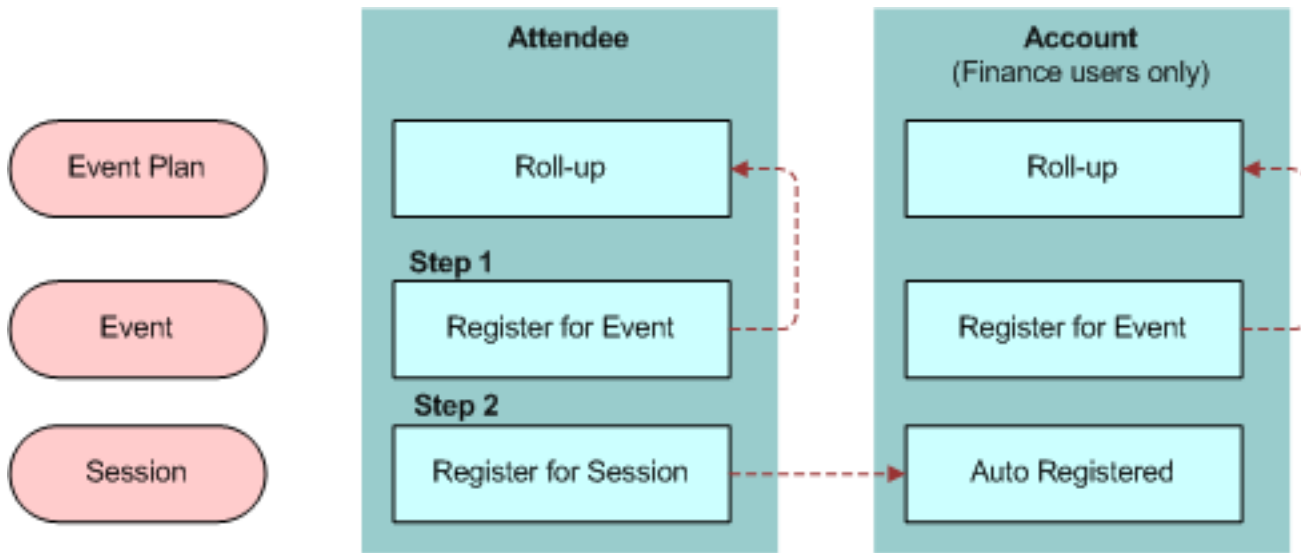 Attendee
Account
(Finance users only)
Event Plan
Roll-up
Roll-up
Step 1
Event
Register for Event
Register for Event
Step 2
Session
Register for Session
Auto Registered